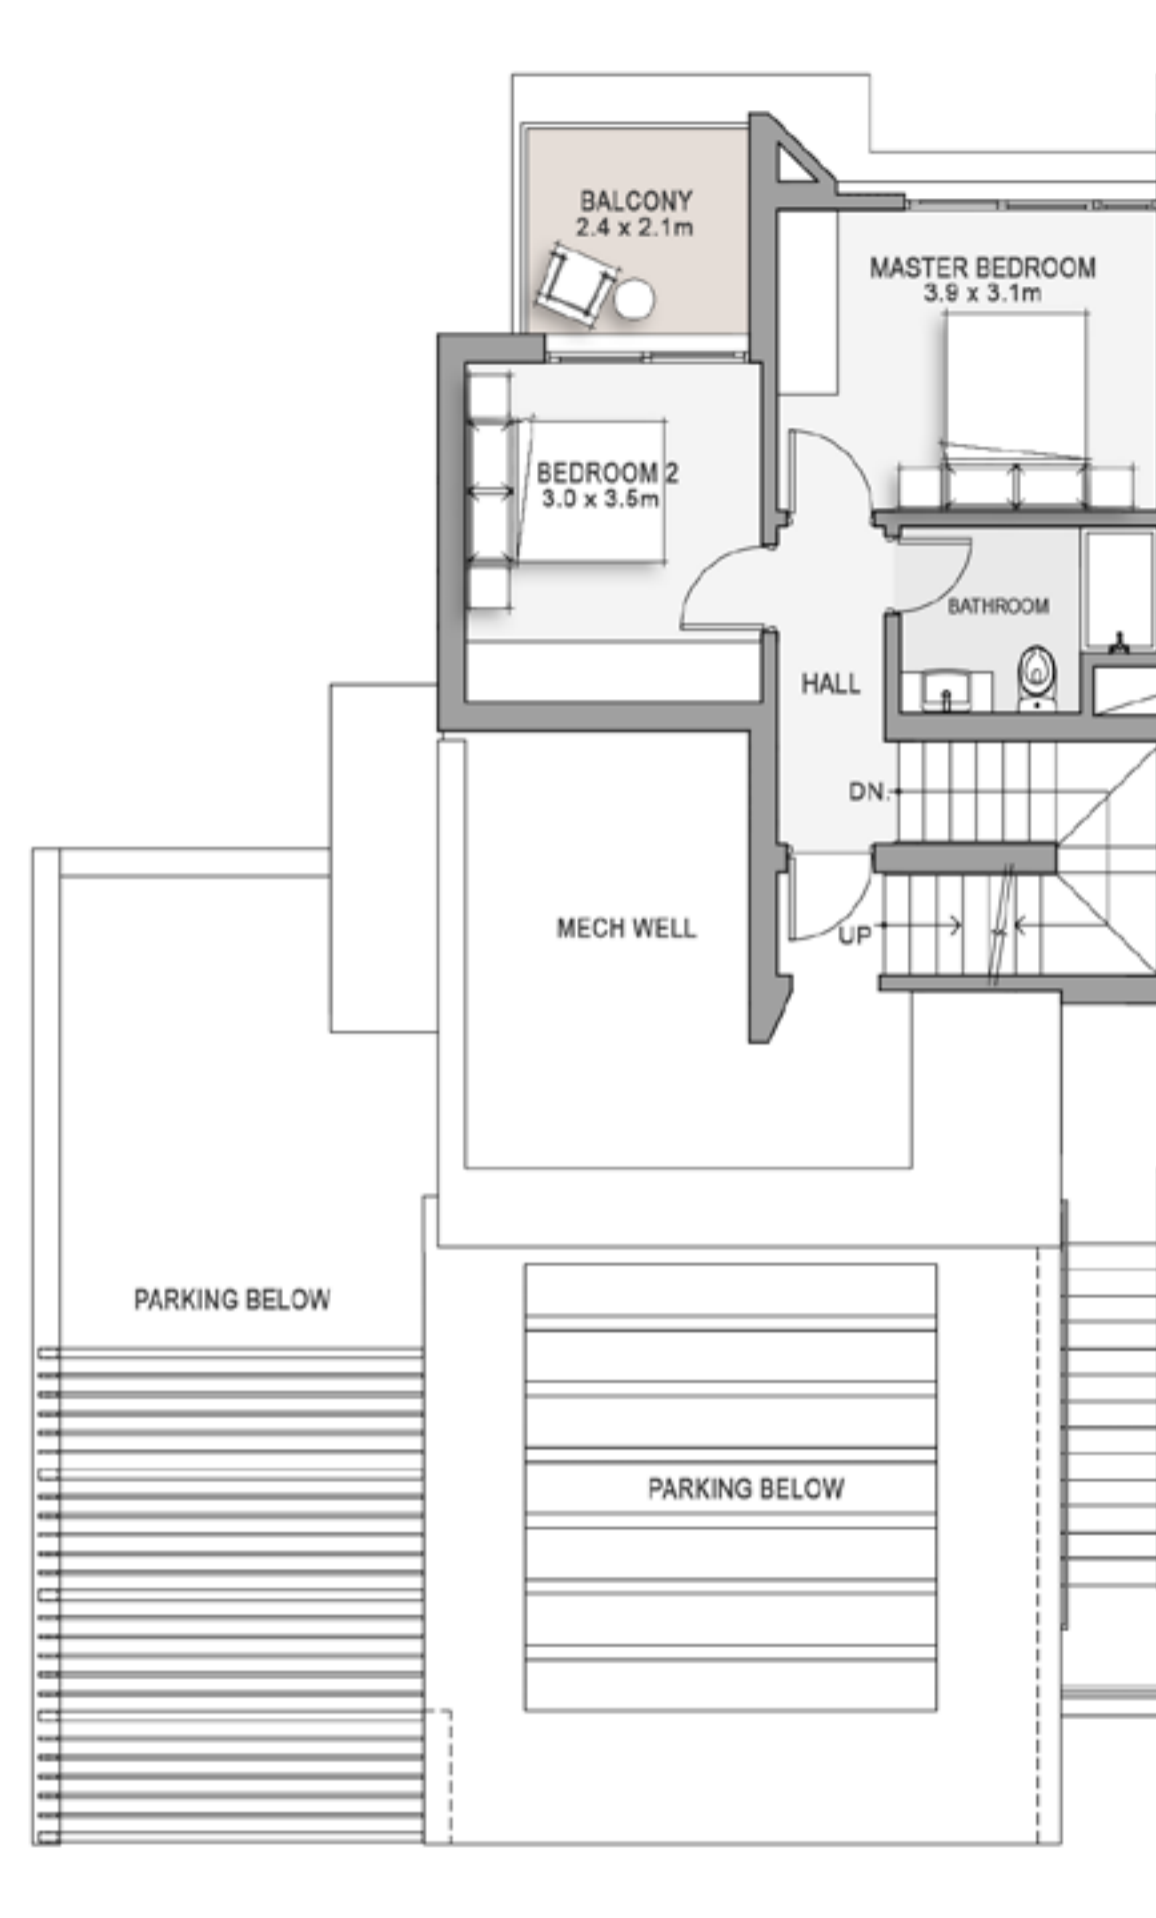 BALCONY
2.4 x 2.1m
MASTER BEDROOM
3.9 x 3.1m
BEDROOM 2
3.0 x 3.5m
BATHROOM
HALL
DN.
MECH WELL
UP
PARKING BELOW
PARKING BELOW